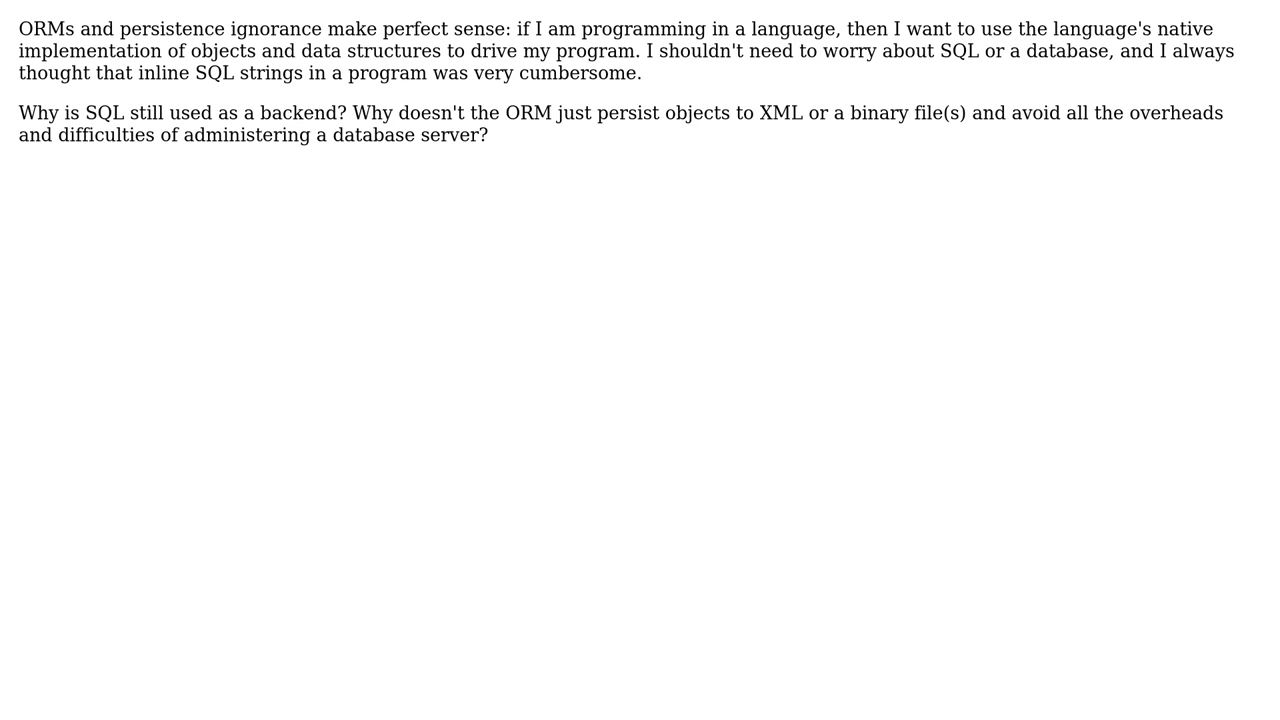 ORMs and persistence ignorance make perfect sense: if I am programming in a language, then I want to use the language's native
implementation of objects and data structures to drive my program. I shouldn't need to worry about SQL or a database, and I always
thought that inline SQL strings in a program was very cumbersome.
Why is SQL still used as a backend? Why doesn't the ORM just persist objects to XML or a binary file(s) and avoid all the overheads
and difficulties of administering a database server?